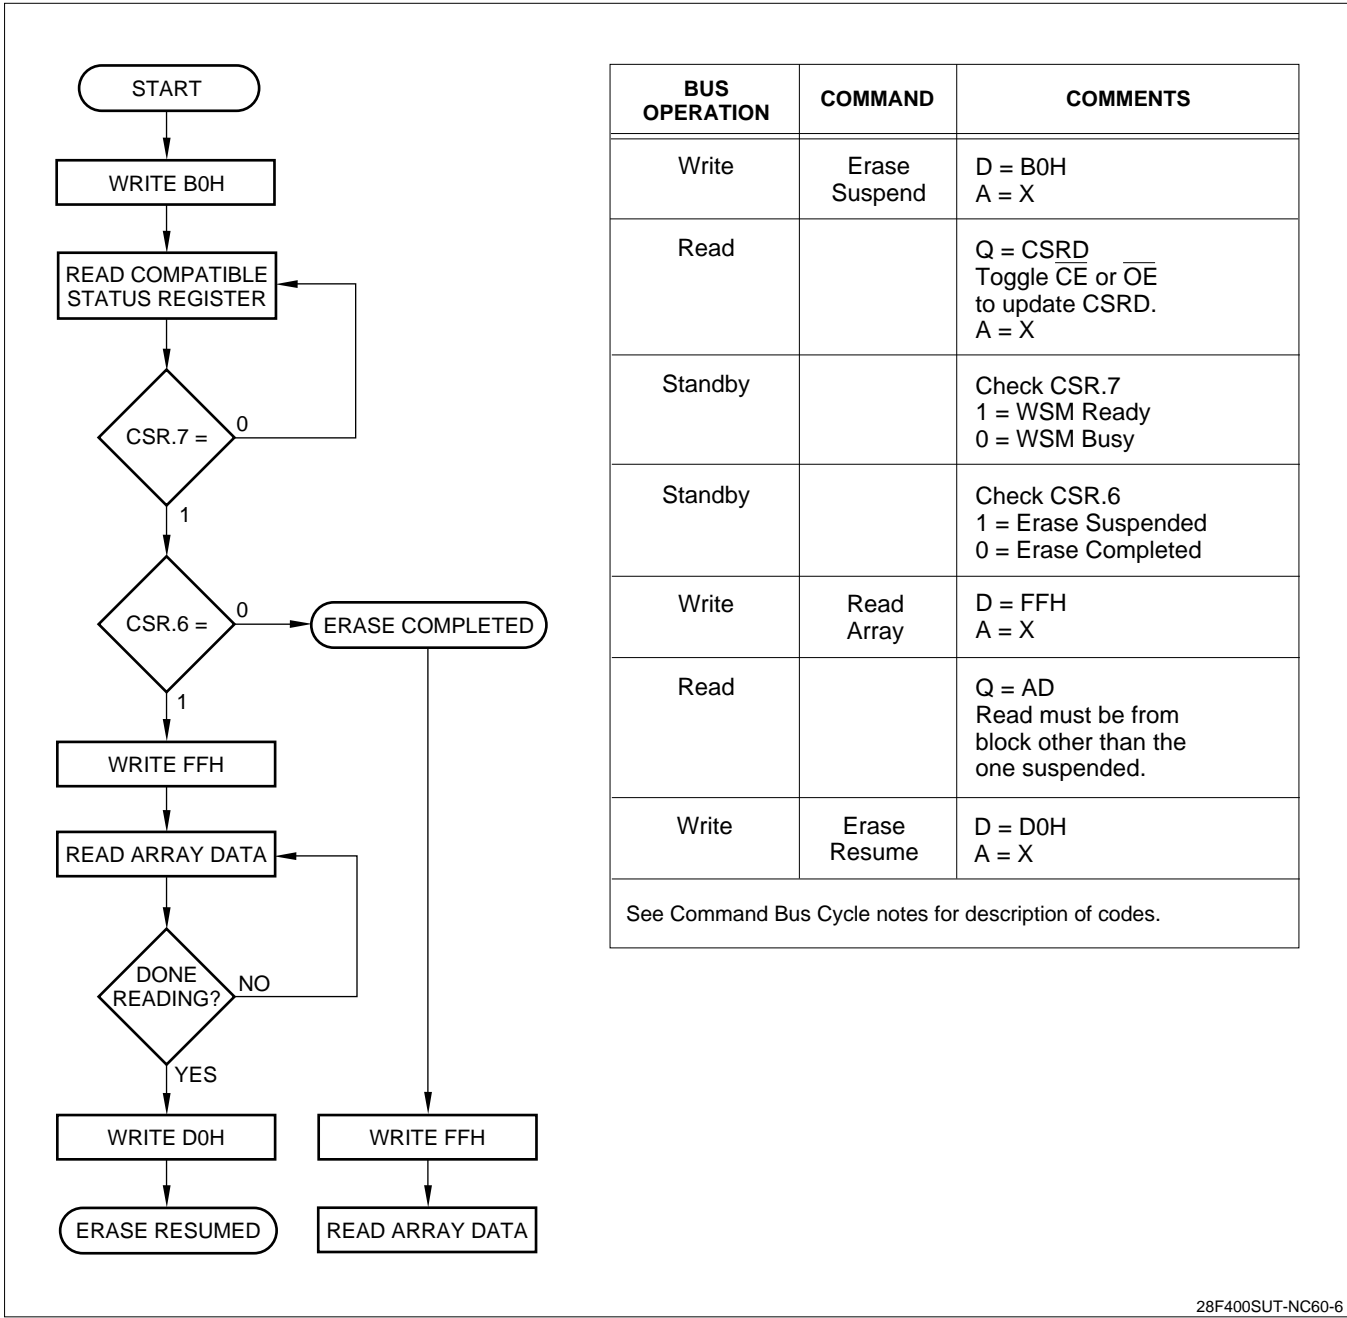 START
WRITE B0H
READ COMPATIBLE
STATUS REGISTER
CSR.7 =
0
1
CSR.6 =
0
ERASE COMPLETED
1
WRITE FFH
READ ARRAY DATA
DONE
READING?
NO
YES
WRITE D0H
WRITE FFH
ERASE RESUMED
READ ARRAY DATA
BUS
OPERATION
COMMAND
COMMENTS
Write
Erase
Suspend
D = B0H
A = X
Read
Q = CSRD
Toggle C̅E̅ or O̅E̅
to update CSRD.
A = X
Standby
Check CSR.7
1 = WSM Ready
0 = WSM Busy
Standby
Check CSR.6
1 = Erase Suspended
0 = Erase Completed
Write
Read
Array
D = FFH
A = X
Read
Q = AD
Read must be from
block other than the
one suspended.
Write
Erase
Resume
D = D0H
A = X
See Command Bus Cycle notes for description of codes.
28F400SUT-NC60-6